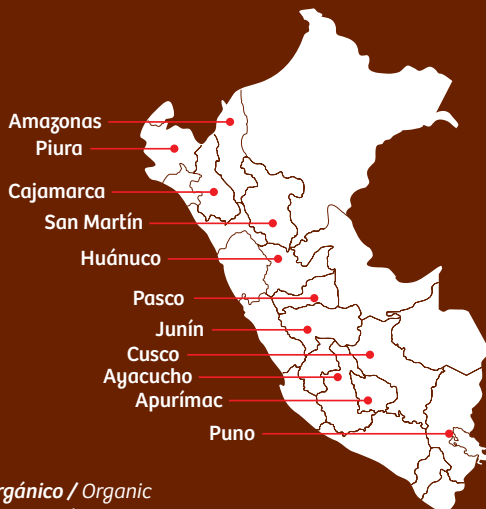 Amazonas
Piura
Cajamarca
San Martín
Huánuco
Pasco
Junín
Cusco
Ayacucho
Apurímac
Puno
rgánico / Organic